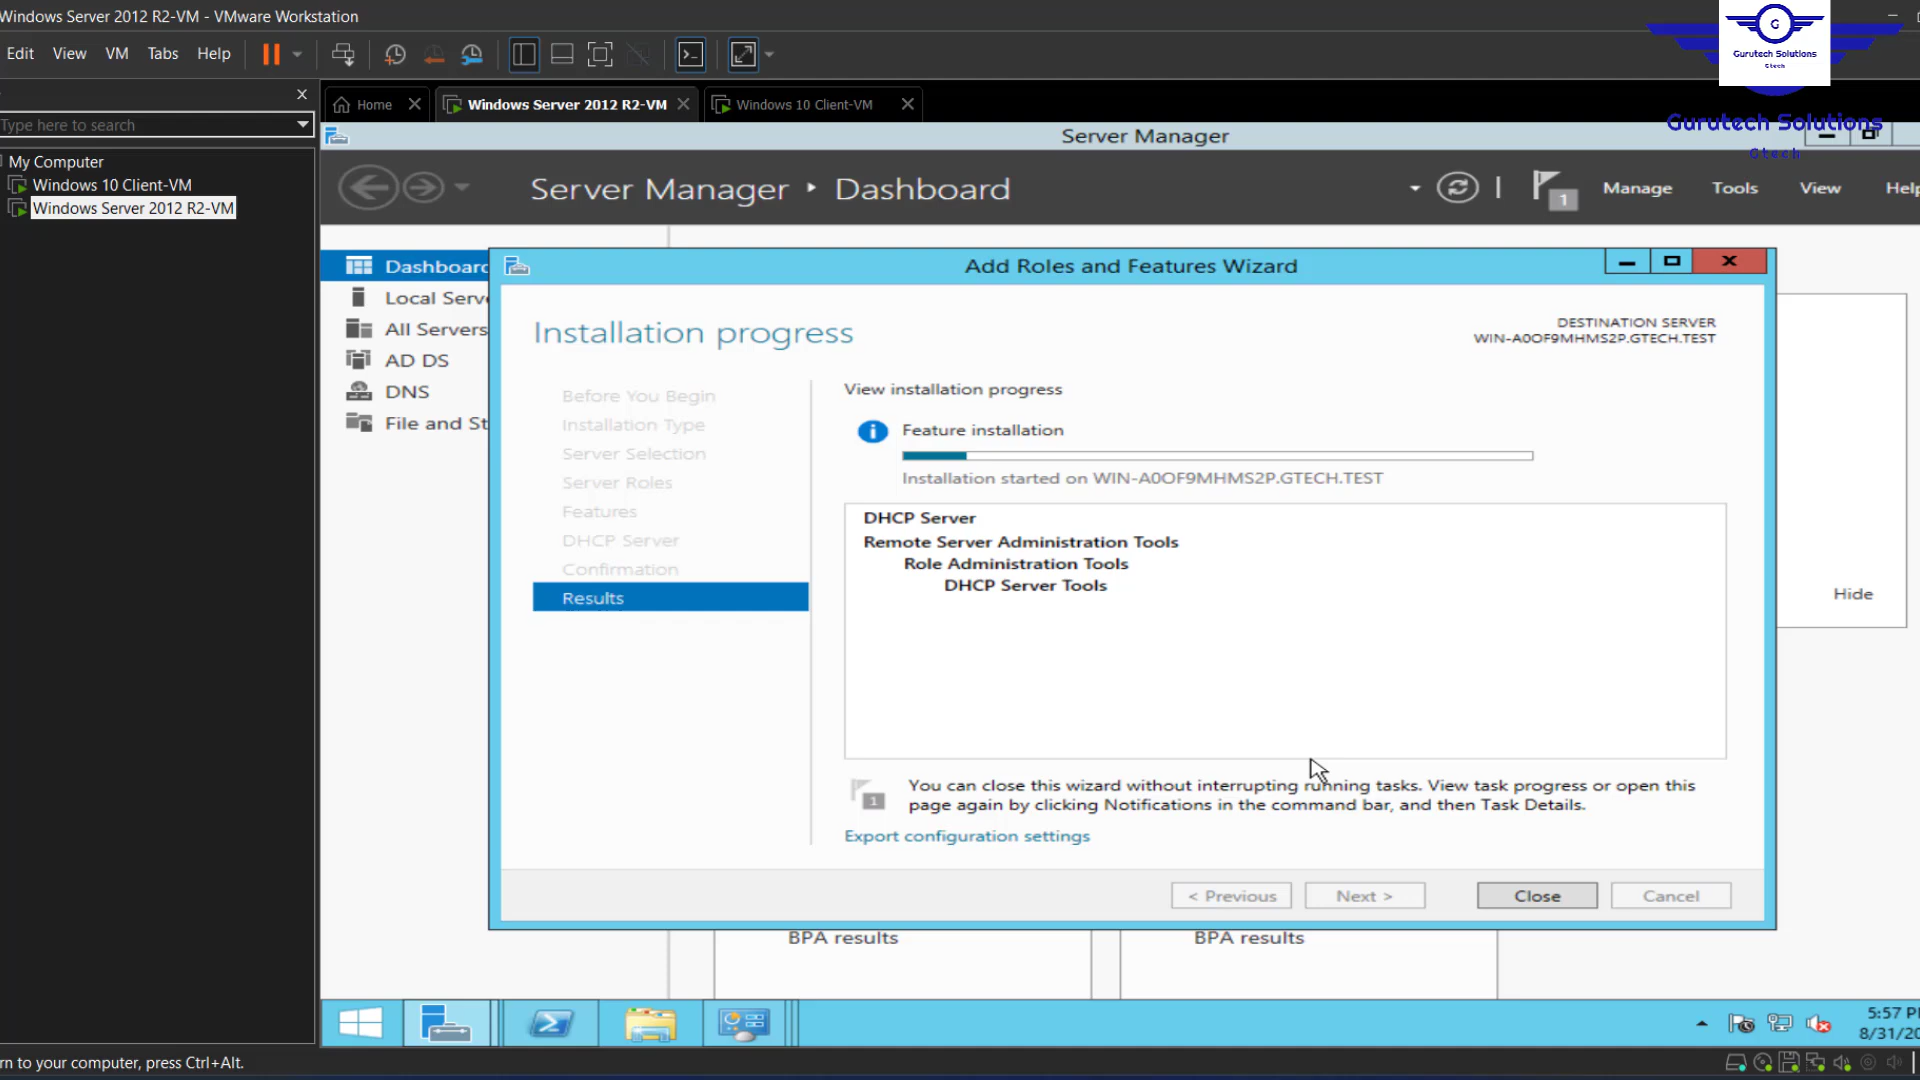 Windows Server 2012 R2-VM - VMware Workstation
Edit View VM Tabs Help
G
Gurutech Solutions
Gtech
Gurutech Solutions
Gtech
Type here to search
My Computer
Windows 10 Client-VM
Windows Server 2012 R2-VM
Home
Windows Server 2012 R2-VM
Windows 10 Client-VM
Server Manager
Server Manager Dashboard
1
Manage Tools View Help
Dashboard
Local Serve
All Servers
AD DS
DNS
File and St
Add Roles and Features Wizard
Installation progress
DESTINATION SERVER
WIN-A0OF9MHMS2P.GTECH.TEST
Before You Begin
Installation Type
Server Selection
Server Roles
Features
DHCP Server
Confirmation
Results
View installation progress
Feature installation
Installation started on WIN-A0OF9MHMS2P.GTECH.TEST
DHCP Server
Remote Server Administration Tools
Role Administration Tools
DHCP Server Tools
1
You can close this wizard without interrupting running tasks. View task progress or open this
page again by clicking Notifications in the command bar, and then Task Details.
Export configuration settings
< Previous Next > Close Cancel
Hide
BPA results
BPA results
5:57 P
8/31/20
rn to your computer, press Ctrl+Alt.